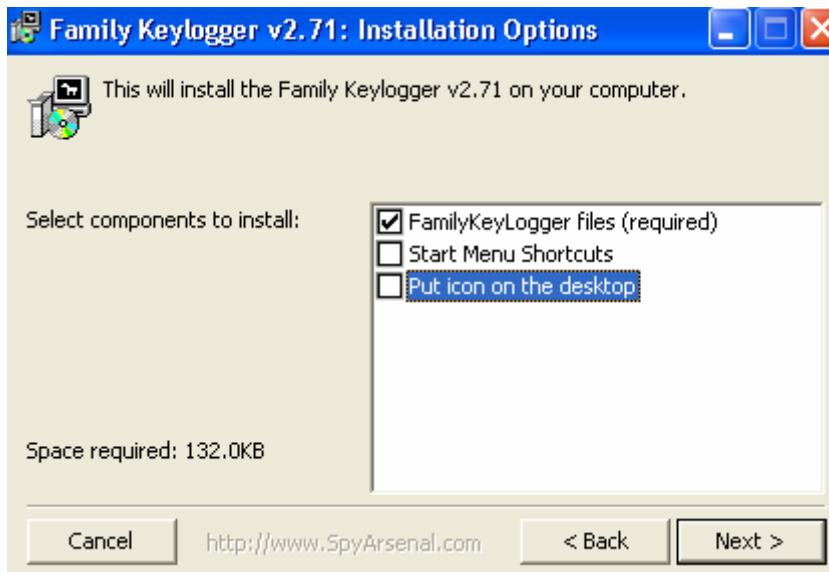 Family Keylogger v2.71: Installation Options
This will install the Family Keylogger v2.71 on your computer.
Select components to install:
FamilyKeyLogger files (required)
Start Menu Shortcuts
Put icon on the desktop
Space required: 132.0KB
Cancel
http://www.SpyArsenal.com
< Back
Next >